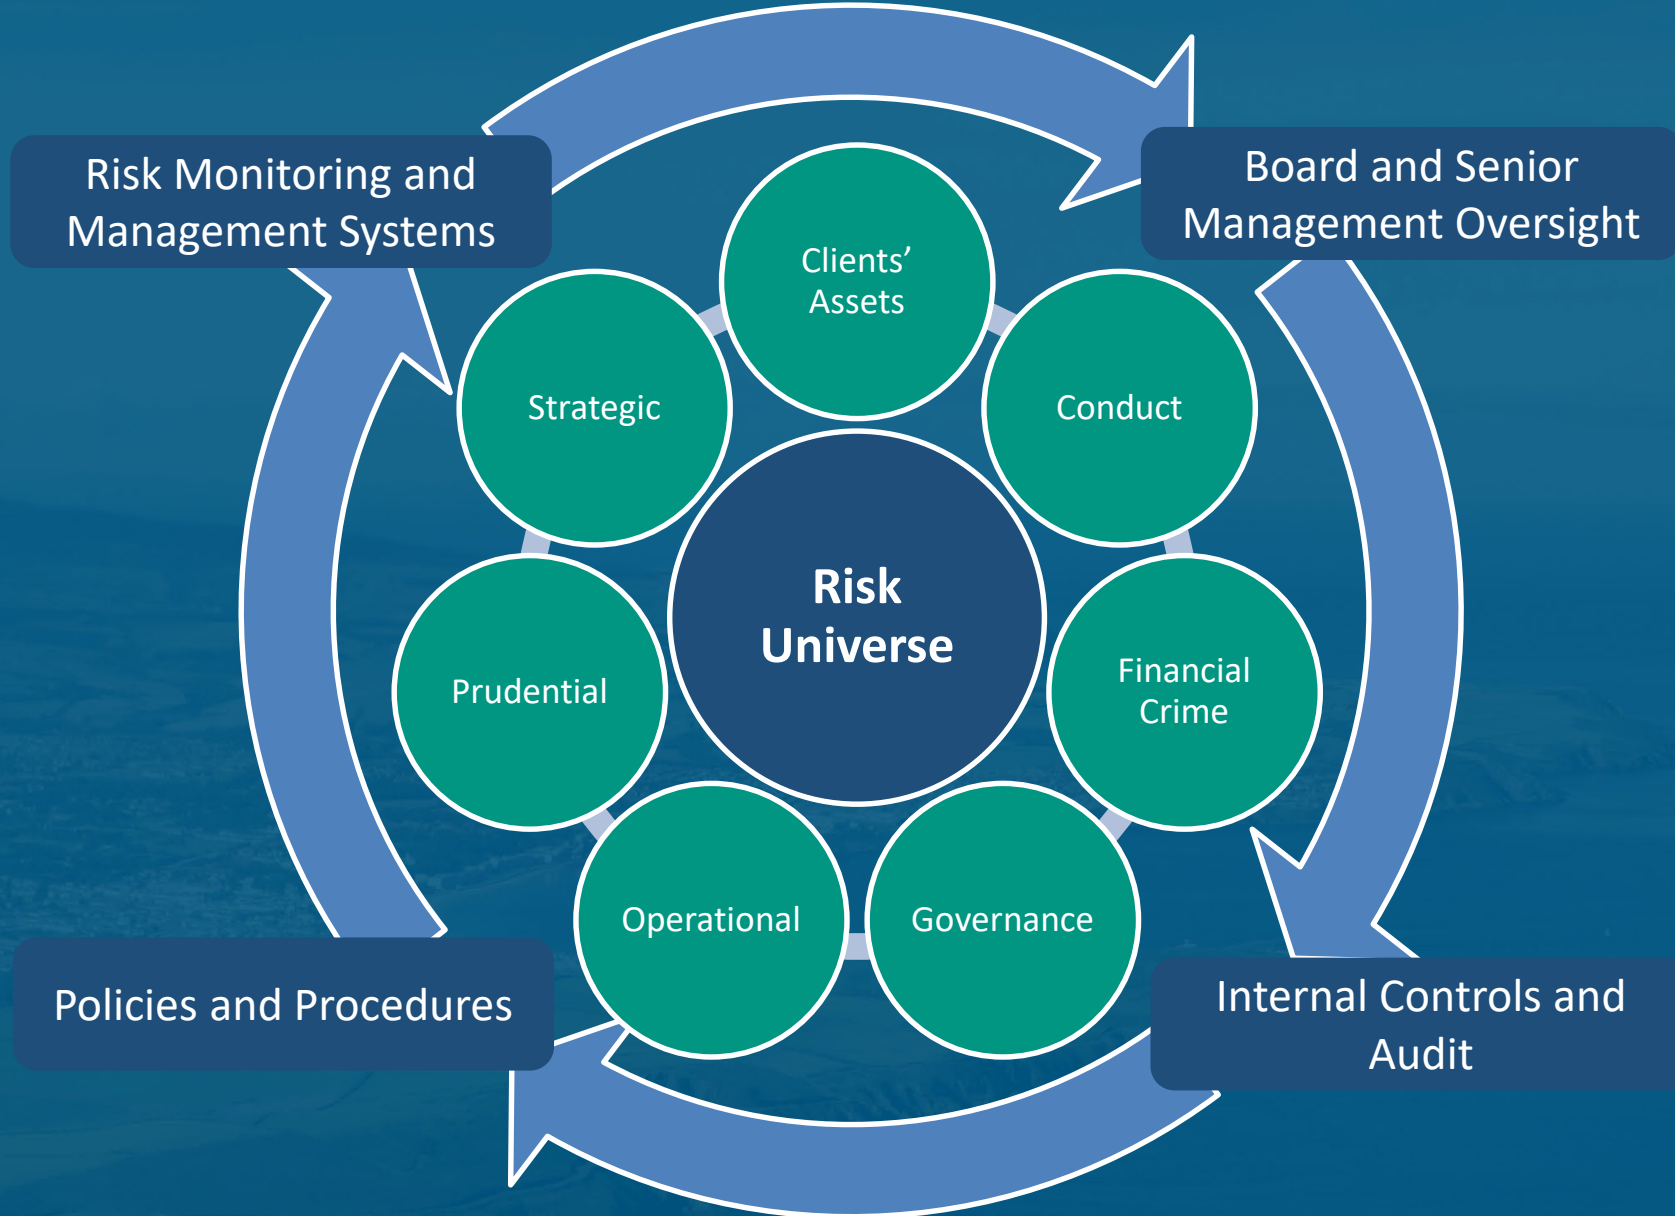 Risk Monitoring and
Management Systems
Board and Senior
Management Oversight
Clients’
Assets
Strategic
Conduct
Risk
Universe
Prudential
Financial
Crime
Operational
Governance
Policies and Procedures
Internal Controls and
Audit